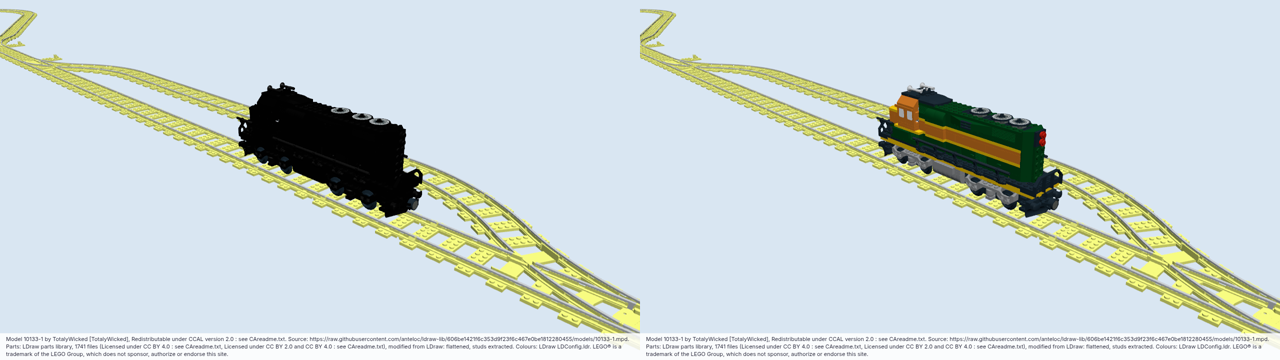 Model 10133-1 by TotalyWicked [TotalyWicked], Redistributable under CCAL version 2.0 : see CAreadme.txt. Source: https://raw.githubusercontent.com/antelco/ldraw-lib/606be14211f6c353d9f23f6c467e0be1812280455/models/10133-1.mpd.
Parts: LDraw parts library, 1741 files (Licensed under CC BY 4.0 : see CAreadme.txt, Licensed under CC BY 2.0 and CC BY 4.0 : see CAreadme.txt), modified from LDraw: flattened, studs extracted. Colours: LDraw LDConfig.ldr. LEGO® is a
trademark of the LEGO Group, which does not sponsor, authorize or endorse this site.
Model 10133-1 by TotalyWicked [TotalyWicked], Redistributable under CCAL version 2.0 : see CAreadme.txt. Source: https://raw.githubusercontent.com/antelco/ldraw-lib/606be14211f6c353d9f23f6c467e0be1812280455/models/10133-1.mpd.
Parts: LDraw parts library, 1741 files (Licensed under CC BY 4.0 : see CAreadme.txt, Licensed under CC BY 2.0 and CC BY 4.0 : see CAreadme.txt), modified from LDraw: flattened, studs extracted. Colours: LDraw LDConfig.ldr. LEGO® is a
trademark of the LEGO Group, which does not sponsor, authorize or endorse this site.